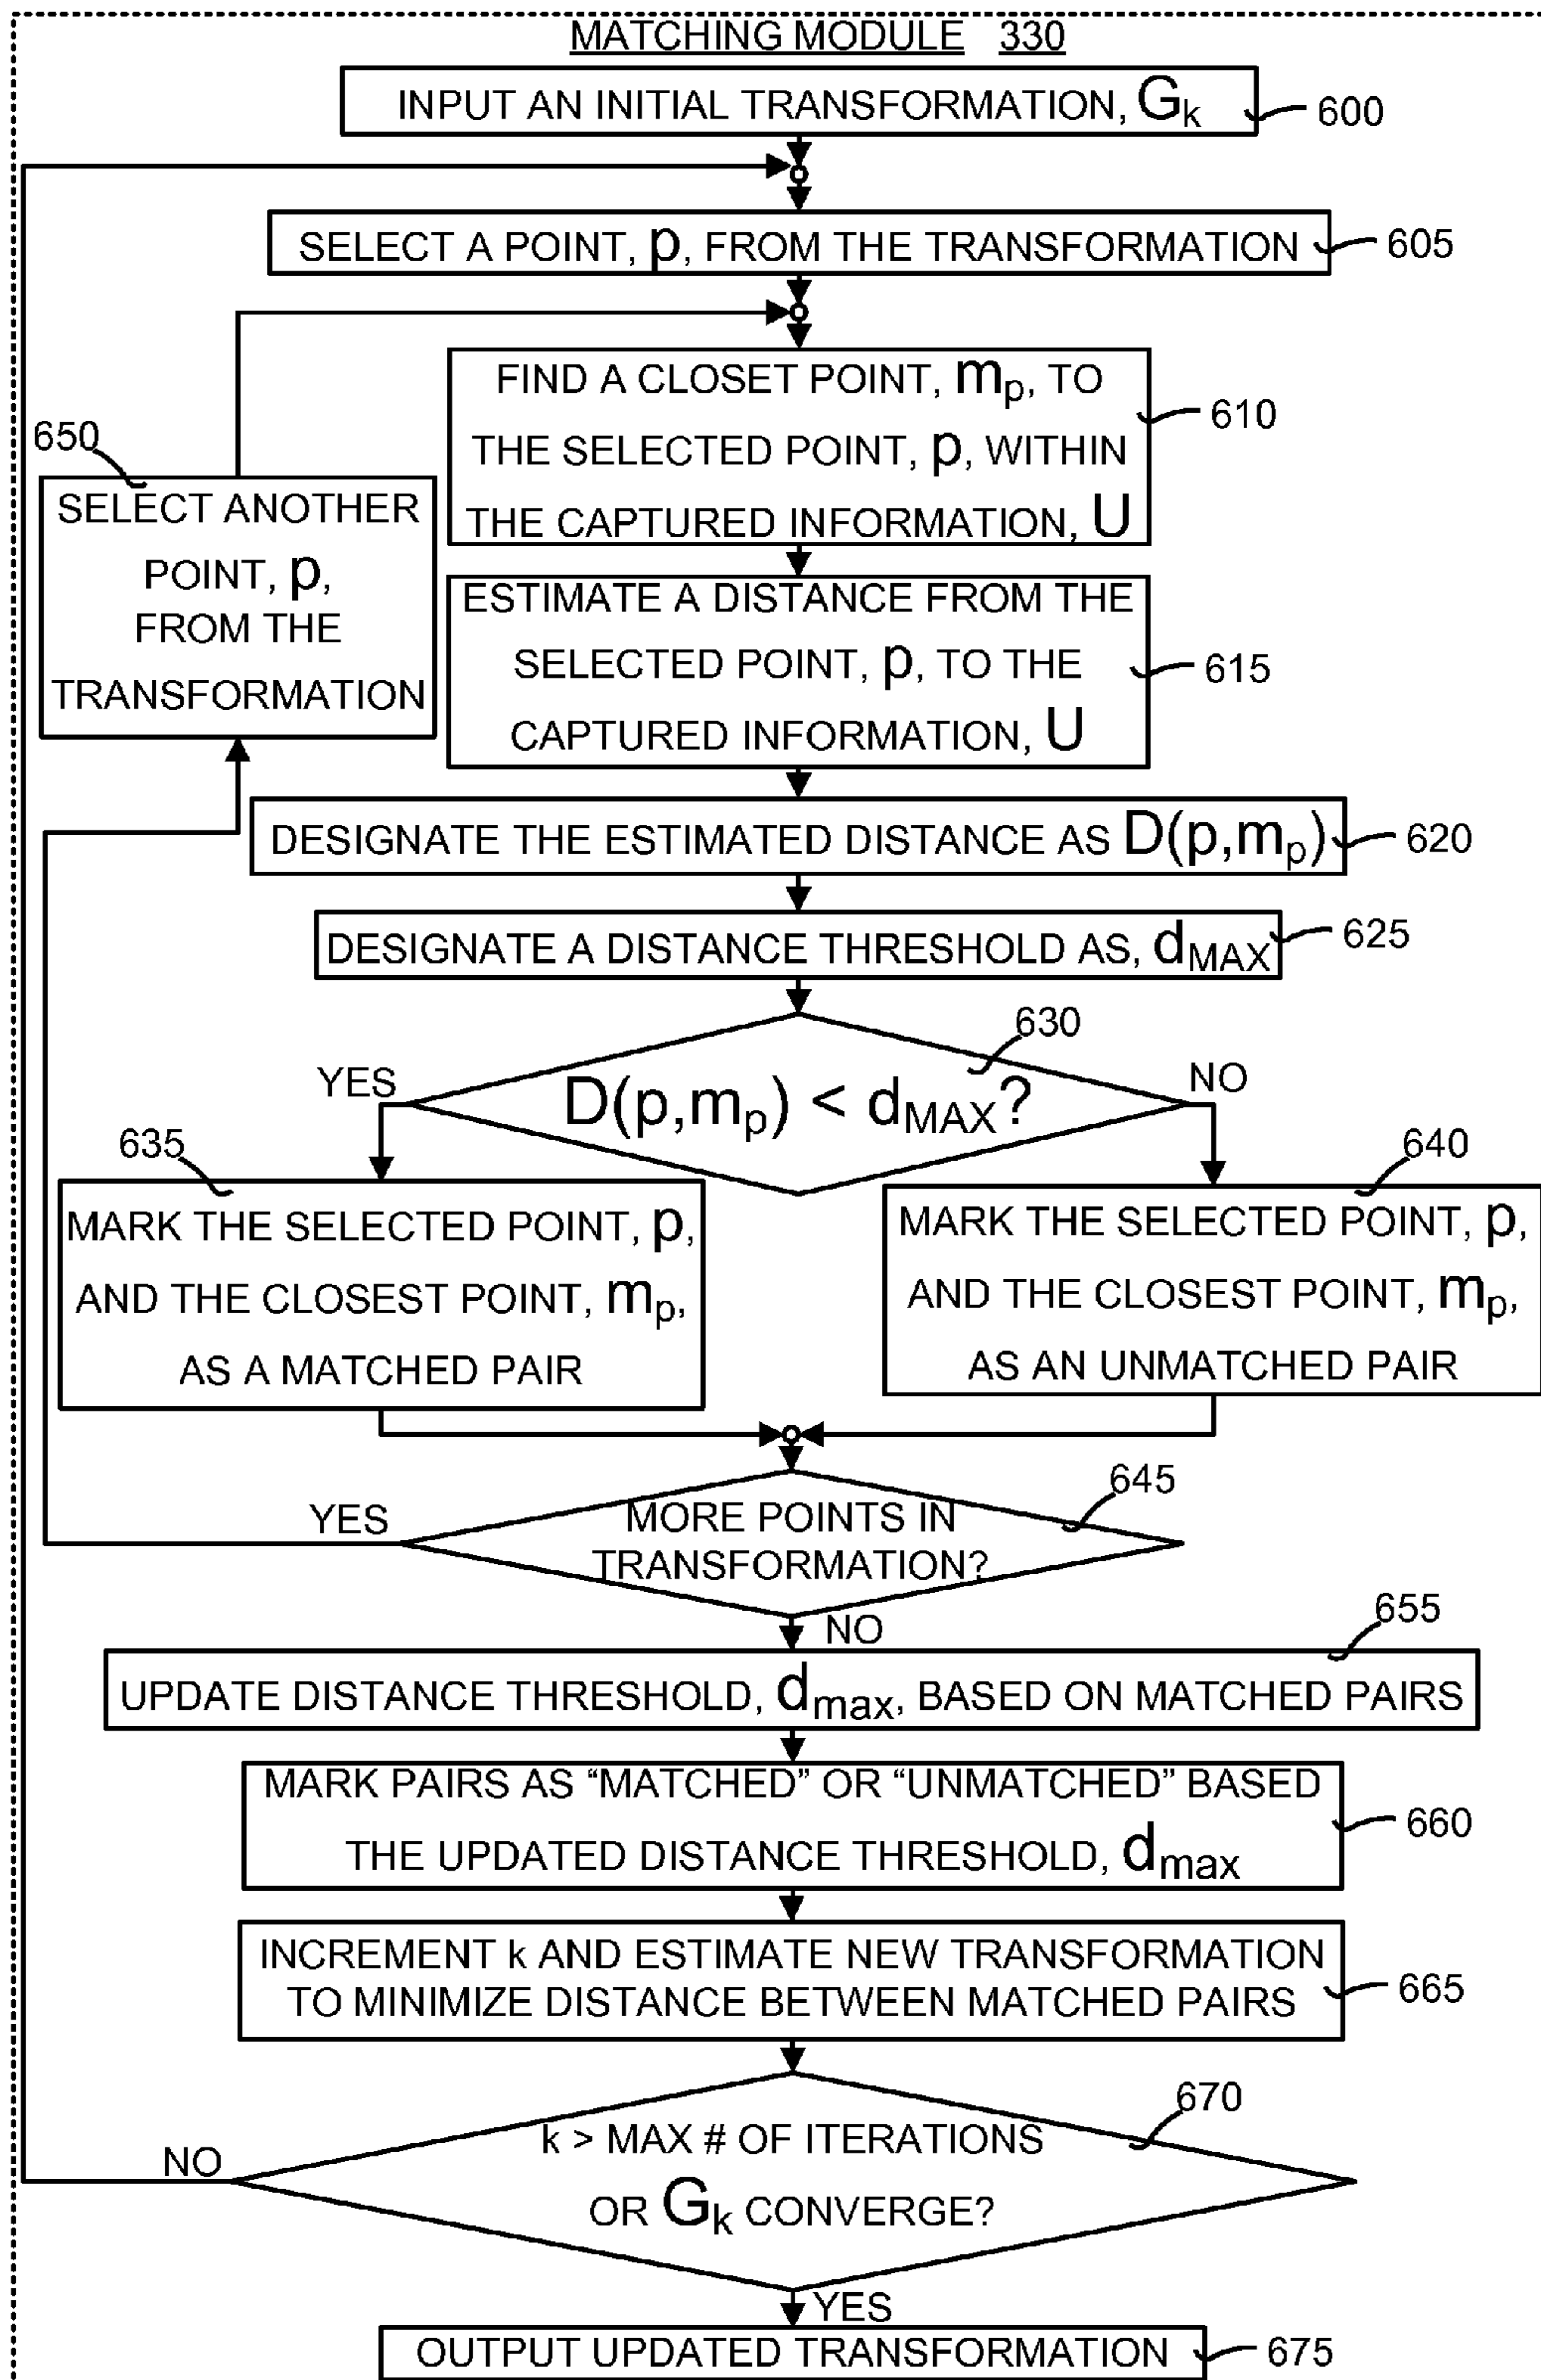 MATCHING MODULE 330
INPUT AN INITIAL TRANSFORMATION, Gk
600
SELECT A POINT, p, FROM THE TRANSFORMATION
605
FIND A CLOSET POINT, mp, TO
THE SELECTED POINT, p, WITHIN
THE CAPTURED INFORMATION, U
610
650
SELECT ANOTHER
POINT, p,
FROM THE
TRANSFORMATION
ESTIMATE A DISTANCE FROM THE
SELECTED POINT, p, TO THE
CAPTURED INFORMATION, U
615
DESIGNATE THE ESTIMATED DISTANCE AS D(p,mp)
620
DESIGNATE A DISTANCE THRESHOLD AS, dMAX
625
630
YES
D(p,mp) < dMAX?
NO
635
MARK THE SELECTED POINT, p,
AND THE CLOSEST POINT, mp,
AS A MATCHED PAIR
640
MARK THE SELECTED POINT, p,
AND THE CLOSEST POINT, mp,
AS AN UNMATCHED PAIR
645
YES
MORE POINTS IN
TRANSFORMATION?
NO
655
UPDATE DISTANCE THRESHOLD, dmax, BASED ON MATCHED PAIRS
MARK PAIRS AS “MATCHED” OR “UNMATCHED” BASED
THE UPDATED DISTANCE THRESHOLD, dmax
660
INCREMENT k AND ESTIMATE NEW TRANSFORMATION
TO MINIMIZE DISTANCE BETWEEN MATCHED PAIRS
665
670
NO
k > MAX # OF ITERATIONS
OR Gk CONVERGE?
YES
OUTPUT UPDATED TRANSFORMATION
675